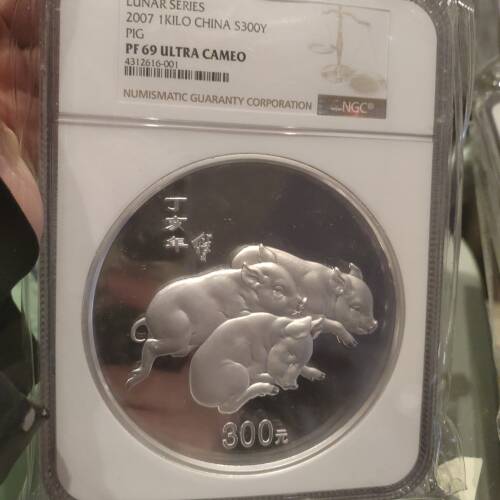 LUNAR SERIES
2007 1KILO CHINA S300Y
PIG
PF 69 ULTRA CAMEO
4312616-001
NUMISMATIC GUARANTY CORPORATION
NGC®
丁亥年
300元